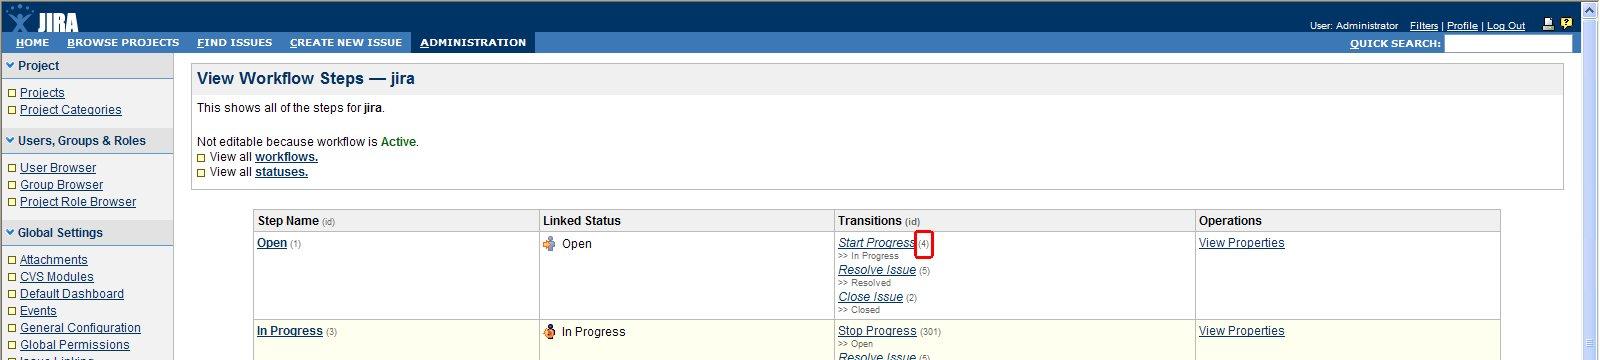 JIRA
User: Administrator Filters | Profile | Log Out
HOME BROWSE PROJECTS FIND ISSUES CREATE NEW ISSUE ADMINISTRATION QUICK SEARCH:
Project
Projects
Project Categories
Users, Groups & Roles
User Browser
Group Browser
Project Role Browser
Global Settings
Attachments
CVS Modules
Default Dashboard
Events
General Configuration
Global Permissions
Issue Linking
View Workflow Steps — jira
This shows all of the steps for jira.
Not editable because workflow is Active.
View all workflows.
View all statuses.
Step Name (id) Linked Status Transitions (id) Operations
Open (1) Open Start Progress (4) View Properties
>> In Progress
Resolve Issue (5)
>> Resolved
Close Issue (2)
>> Closed
In Progress (3) In Progress Stop Progress (301) View Properties
>> Open
Resolve Issue (5)